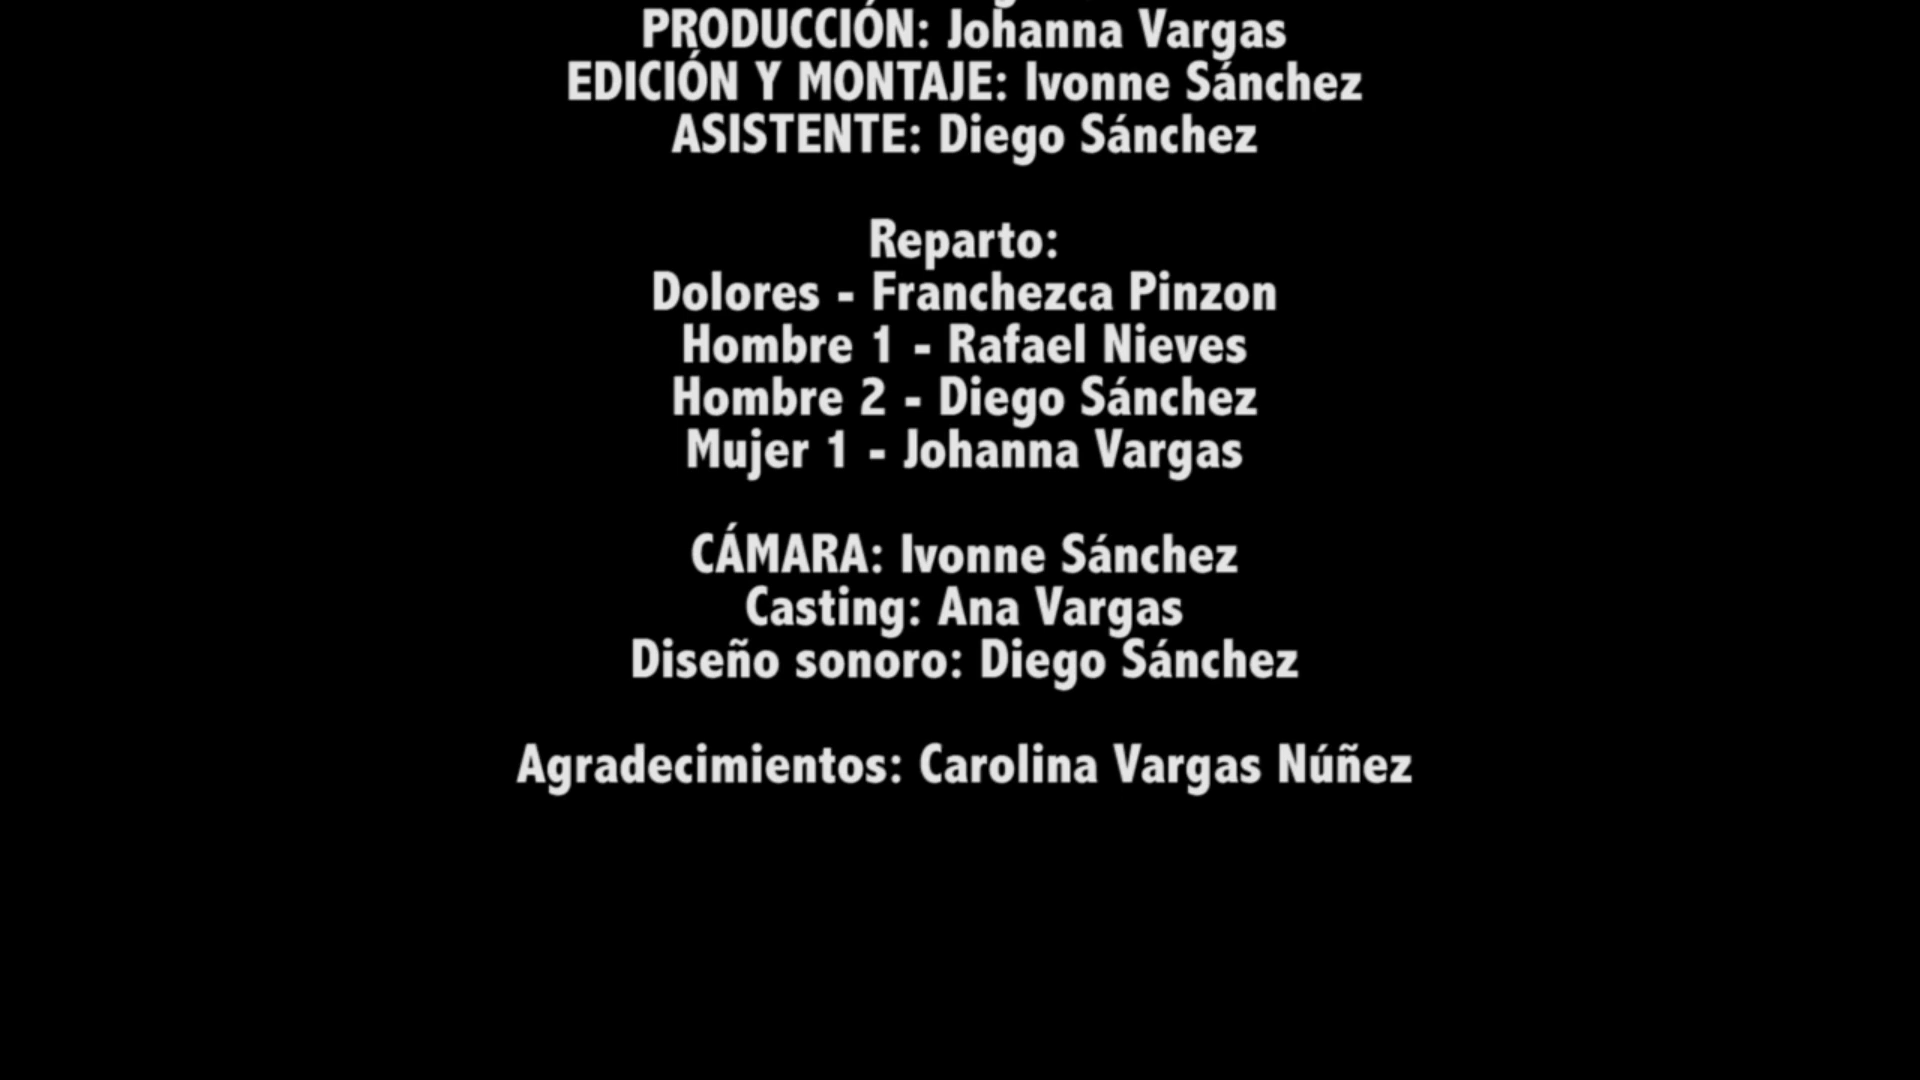 PRODUCCIÓN: Johanna Vargas
EDICIÓN Y MONTAJE: Ivonne Sánchez
ASISTENTE: Diego Sánchez
Reparto:
Dolores - Franchezca Pinzon
Hombre 1 - Rafael Nieves
Hombre 2 - Diego Sánchez
Mujer 1 - Johanna Vargas
CÁMARA: Ivonne Sánchez
Casting: Ana Vargas
Diseño sonoro: Diego Sánchez
Agradecimientos: Carolina Vargas Núñez